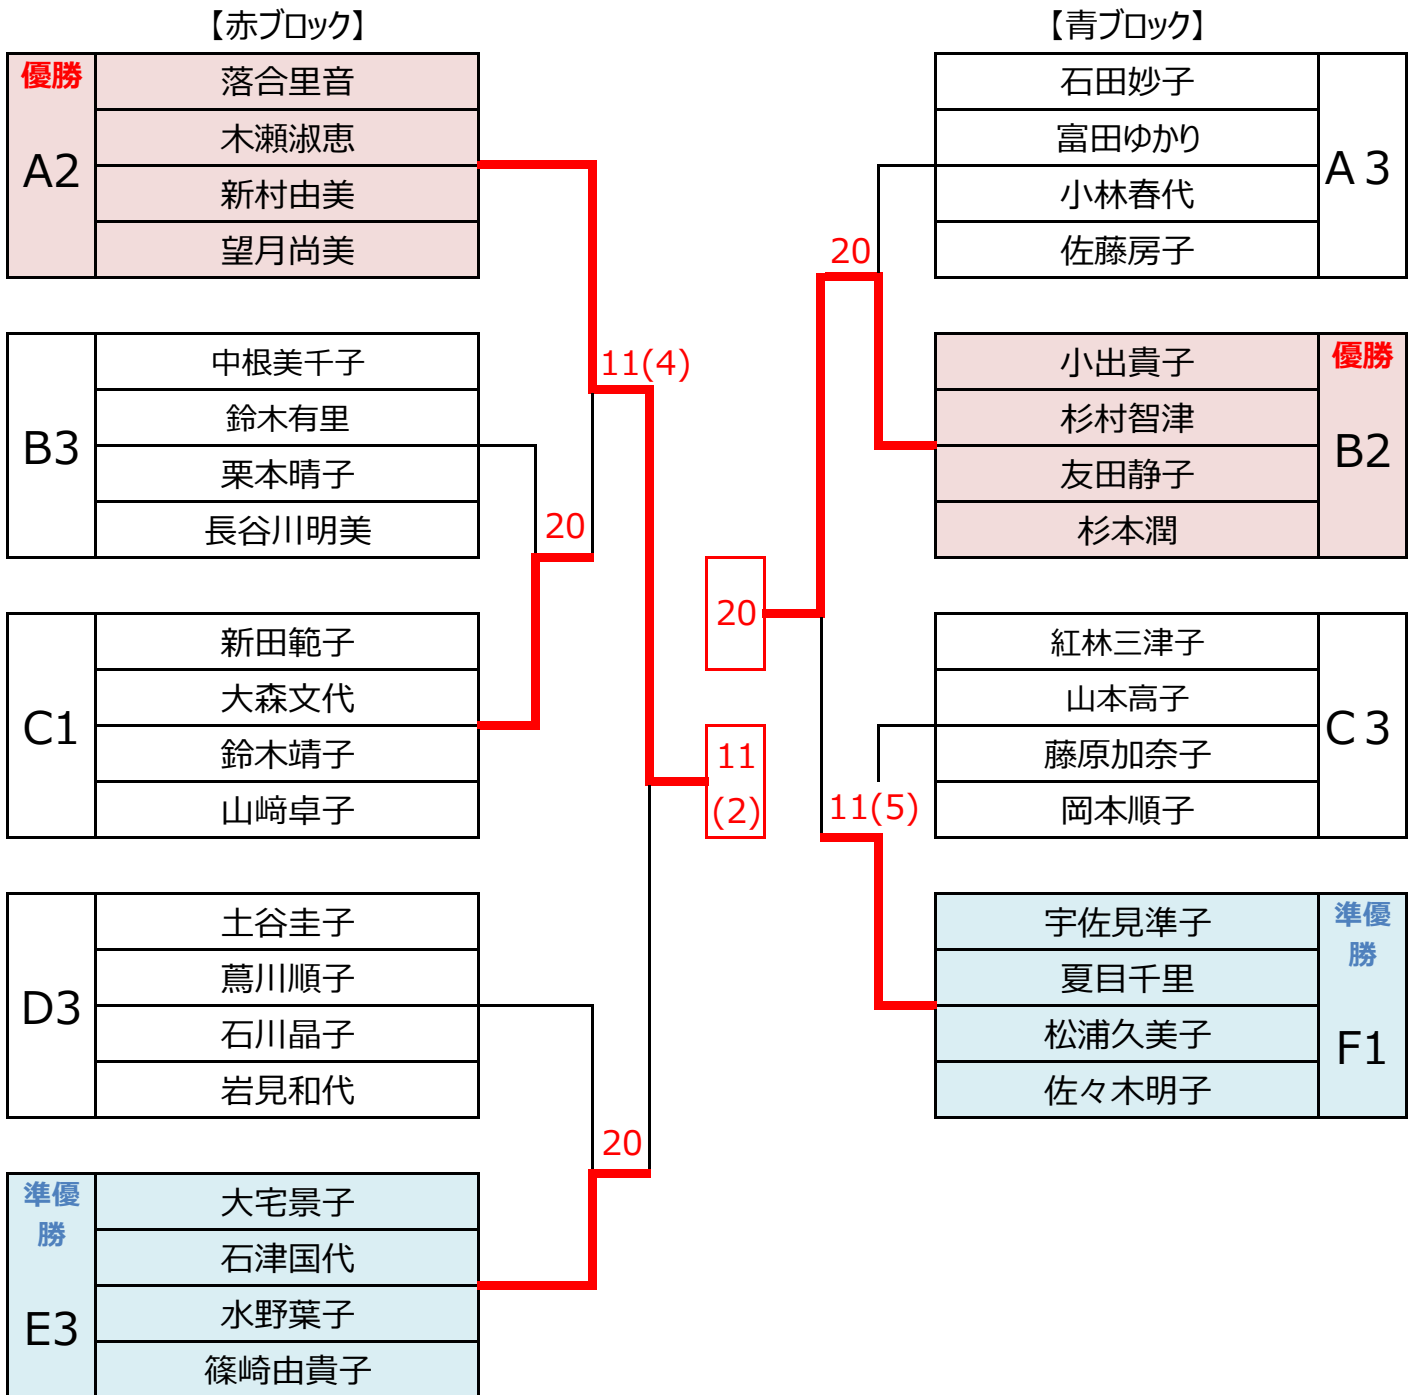 【赤ブロック】
優勝
A2
落合里音
木瀬淑恵
新村由美
望月尚美
B3
中根美千子
鈴木有里
栗本晴子
長谷川明美
C1
新田範子
大森文代
鈴木靖子
山﨑卓子
D3
土谷圭子
蔦川順子
石川晶子
岩見和代
準優
勝
E3
大宅景子
石津国代
水野葉子
篠崎由貴子
11(4)
20
20
20
11
(2)
【青ブロック】
20
11(5)
石田妙子
富田ゆかり
小林春代
佐藤房子
A 3
小出貴子
杉村智津
友田静子
杉本潤
優勝
B2
紅林三津子
山本高子
藤原加奈子
岡本順子
C 3
宇佐見準子
夏目千里
松浦久美子
佐々木明子
準優
勝
F1